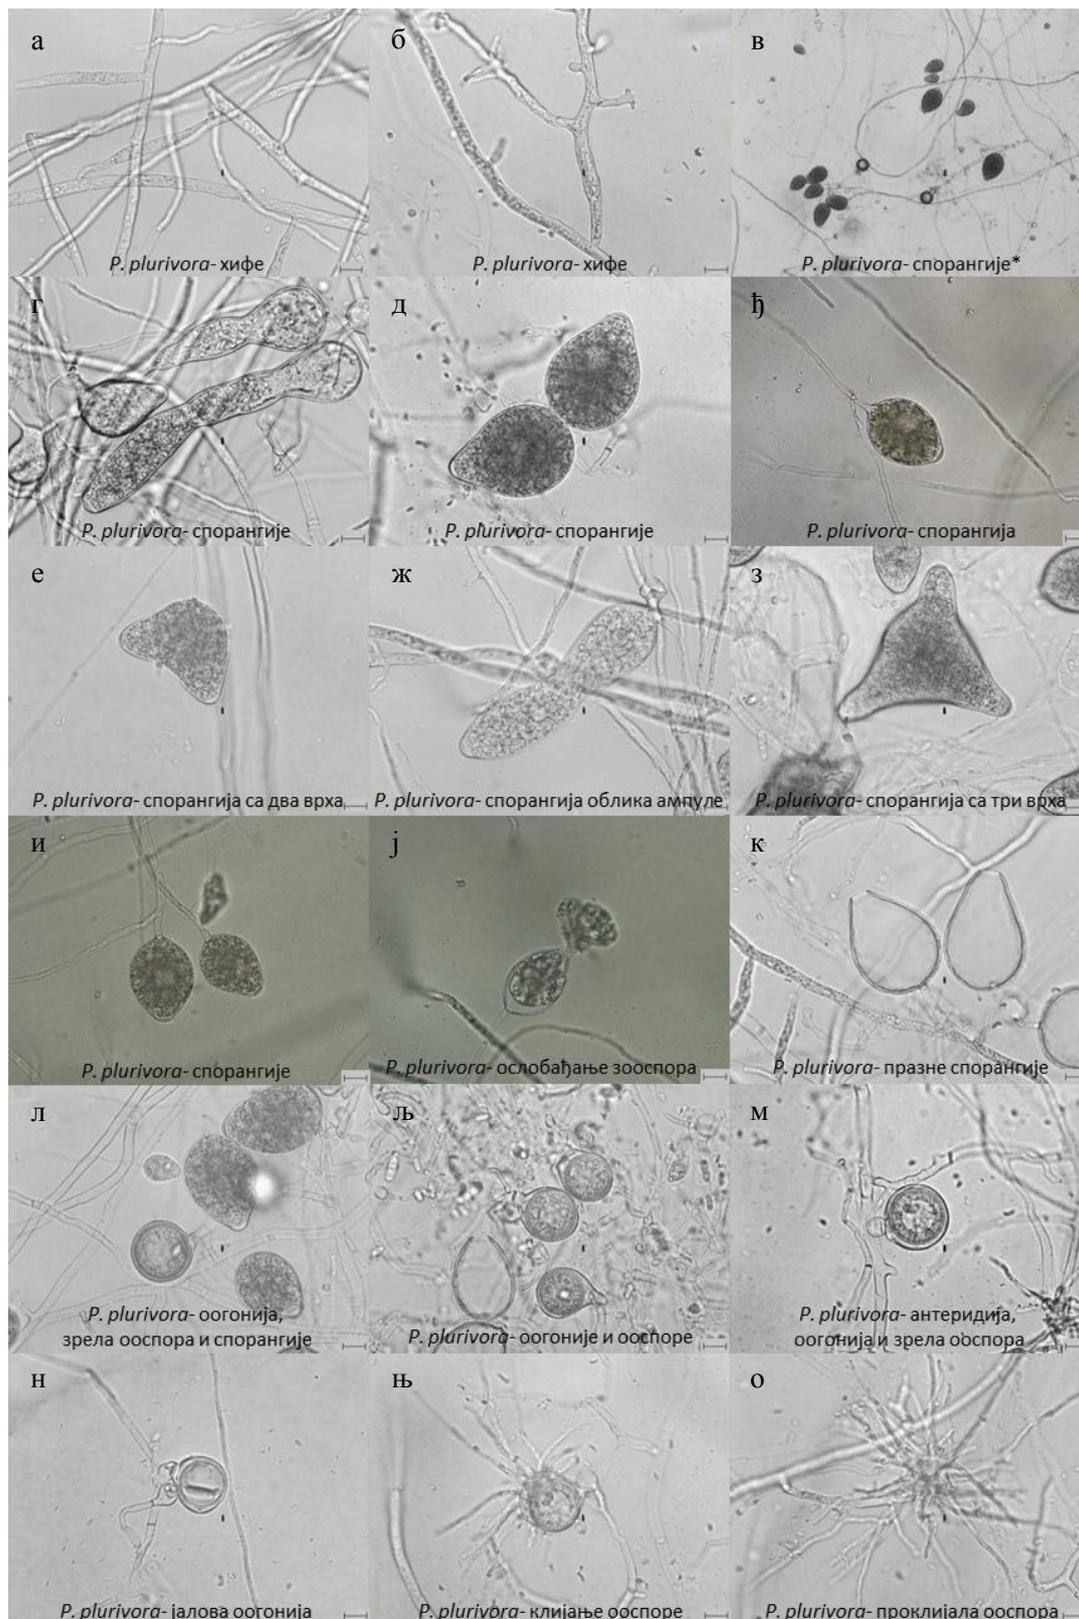 а
б
в
P. plurivora- хифе
P. plurivora- хифе
P. plurivora- спорангије*
г
д
ђ
P. plurivora- спорангије
P. plurivora- спорангије
P. plurivora- спорангија
е
ж
з
P. plurivora- спорангија са два врха
P. plurivora- спорангија облика ампуле
P. plurivora- спорангија са три врха
и
ј
к
P. plurivora- спорангије
P. plurivora- ослобађање зооспора
P. plurivora- празне спорангије
л
љ
м
P. plurivora- оогонија,
зрела ооспора и спорангије
P. plurivora- оогоније и ооспоре
P. plurivora- антеридија,
оогонија и зрела ооспора
н
њ
о
P. plurivora- јалова оогонија
P. plurivora- клијање ооспоре
P. plurivora- проклијала ооспора